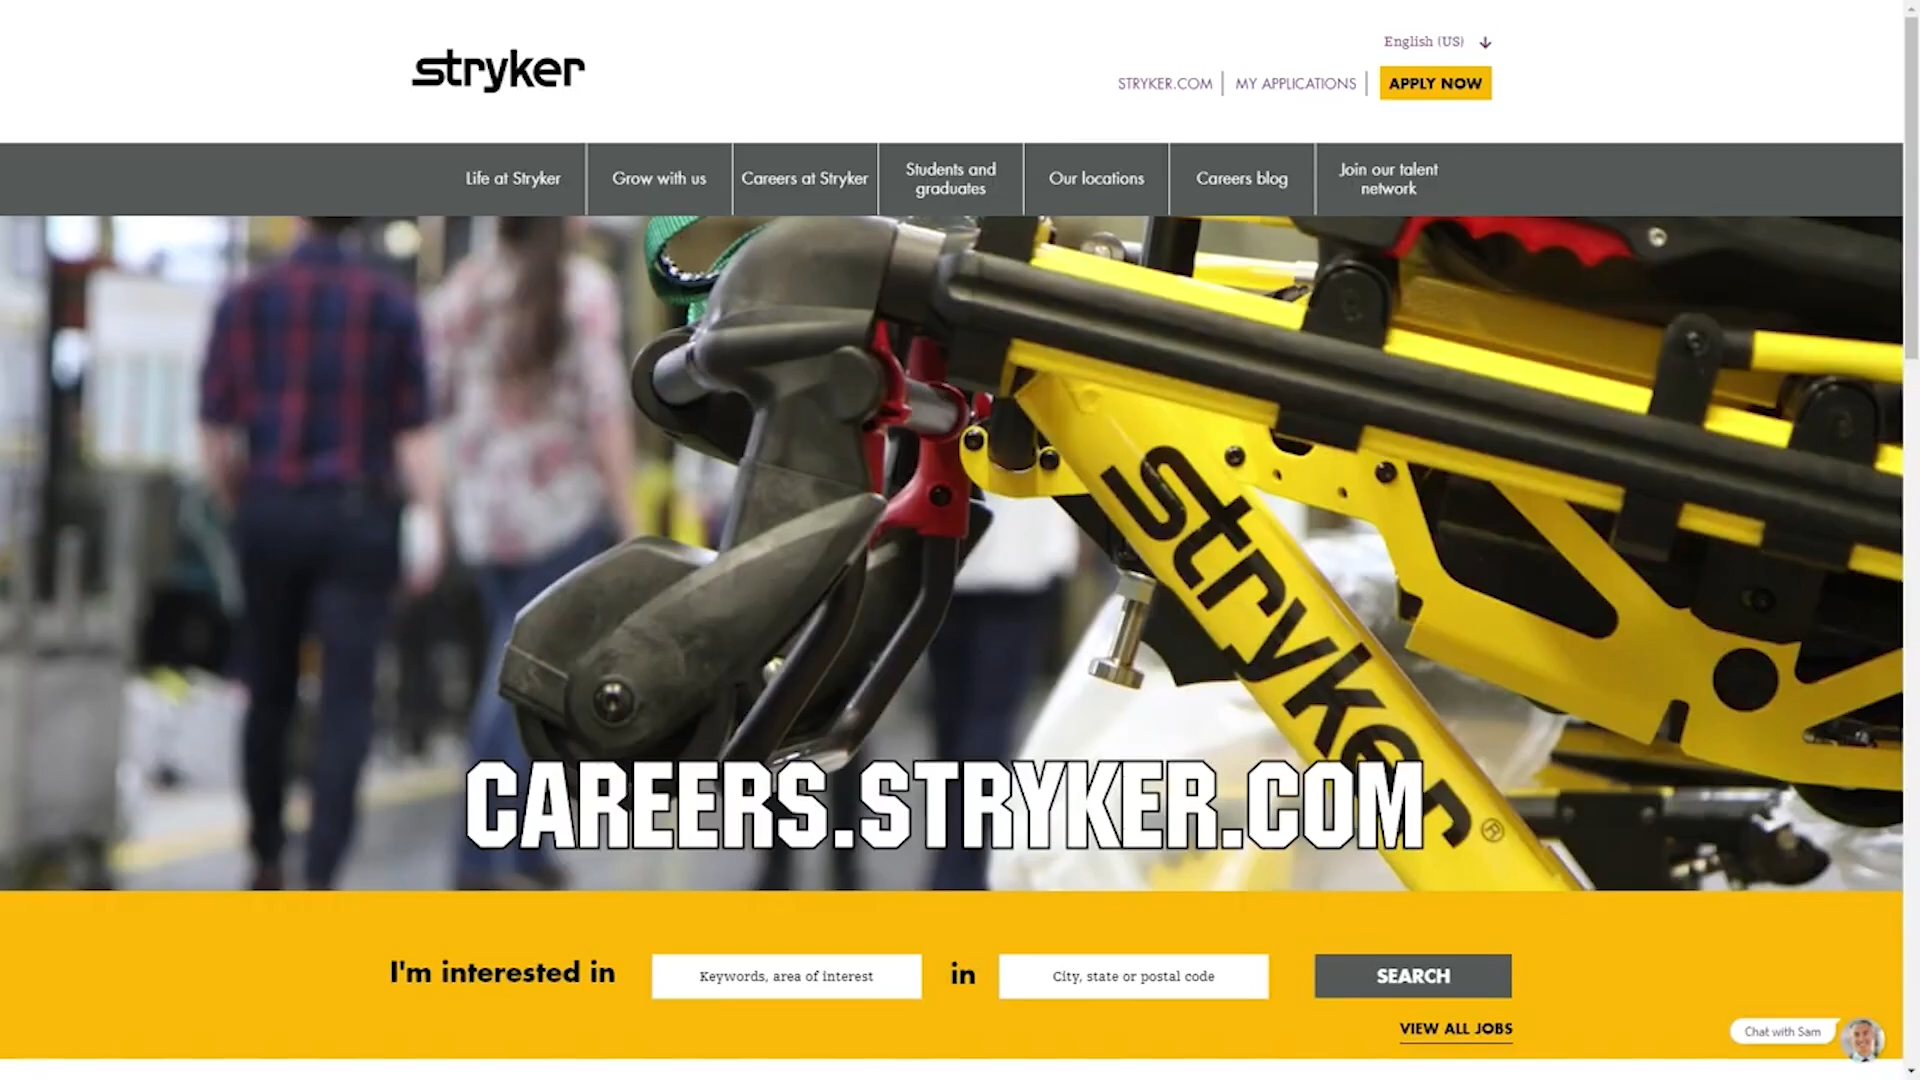 stryker
English (US)
STRYKER.COM
MY APPLICATIONS
APPLY NOW
Life at Stryker
Grow with us
Careers at Stryker
Students and
graduates
Our locations
Careers blog
Join our talent
network
stryker®
CAREERS.STRYKER.COM
I'm interested in
Keywords, area of interest
in
City, state or postal code
SEARCH
VIEW ALL JOBS
Chat with Sam